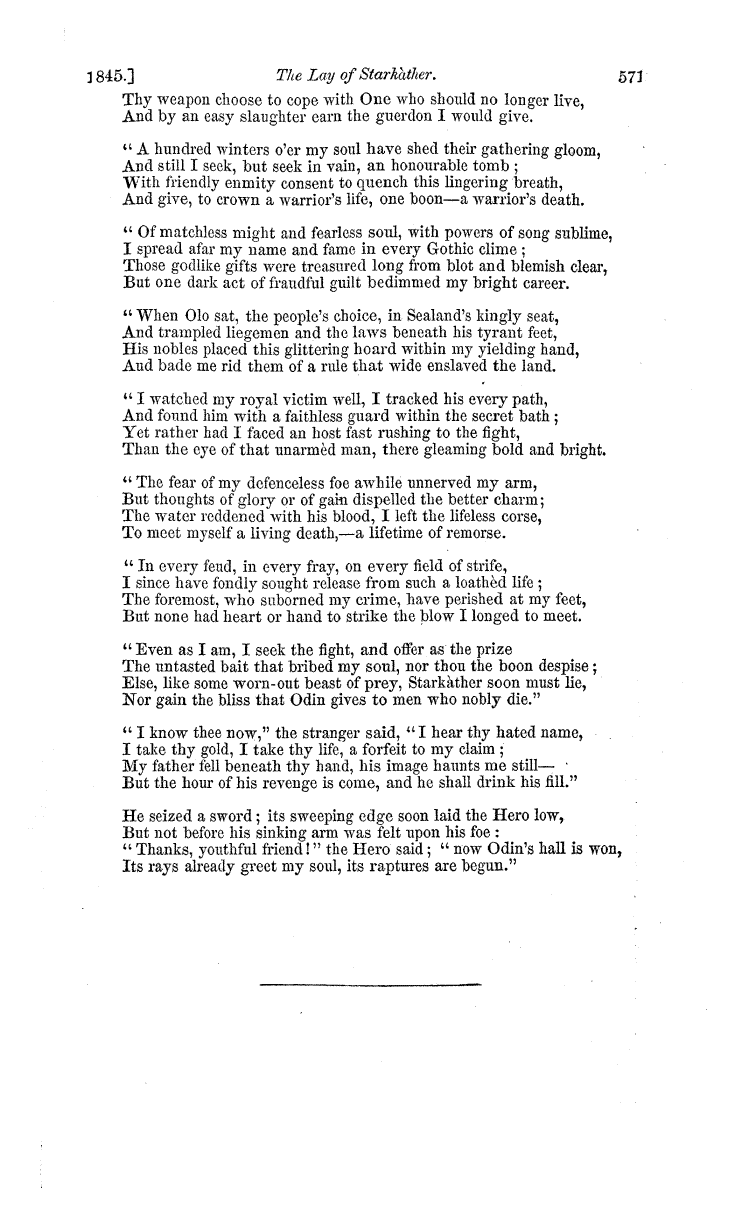 1845.] The Lay of Starkàther. 571
Thy weapon choose to cope with One who should no longer live,
And by an easy slaughter earn the guerdon I would give.
“ A hundred winters o'er my soul have shed their gathering gloom,
And still I seek, but seek in vain, an honourable tomb ;
With friendly enmity consent to quench this lingering breath,
And give, to crown a warrior's life, one boon—a warrior's death.
“ Of matchless might and fearless soul, with powers of song sublime,
I spread afar my name and fame in every Gothic clime ;
Those godlike gifts were treasured long from blot and blemish clear,
But one dark act of fraudful guilt bedimmed my bright career.
“ When Olo sat, the people's choice, in Sealand's kingly seat,
And trampled liegemen and the laws beneath his tyrant feet,
His nobles placed this glittering hoard within my yielding hand,
And bade me rid them of a rule that wide enslaved the land.
“ I watched my royal victim well, I tracked his every path,
And found him with a faithless guard within the secret bath ;
Yet rather had I faced an host fast rushing to the fight,
Than the eye of that unarmèd man, there gleaming bold and bright.
“ The fear of my defenceless foe awhile unnerved my arm,
But thoughts of glory or of gain dispelled the better charm;
The water reddened with his blood, I left the lifeless corse,
To meet myself a living death,—a lifetime of remorse.
“ In every feud, in every fray, on every field of strife,
I since have fondly sought release from such a loathèd life ;
The foremost, who suborned my crime, have perished at my feet,
But none had heart or hand to strike the blow I longed to meet.
“ Even as I am, I seek the fight, and offer as the prize
The untasted bait that bribed my soul, nor thou the boon despise ;
Else, like some worn-out beast of prey, Starkàther soon must lie,
Nor gain the bliss that Odin gives to men who nobly die.”
“ I know thee now,” the stranger said, “ I hear thy hated name,
I take thy gold, I take thy life, a forfeit to my claim ;
My father fell beneath thy hand, his image haunts me still—
But the hour of his revenge is come, and he shall drink his fill.”
He seized a sword ; its sweeping edge soon laid the Hero low,
But not before his sinking arm was felt upon his foe :
“ Thanks, youthful friend! ” the Hero said ; “ now Odin's hall is won,
Its rays already greet my soul, its raptures are begun.”